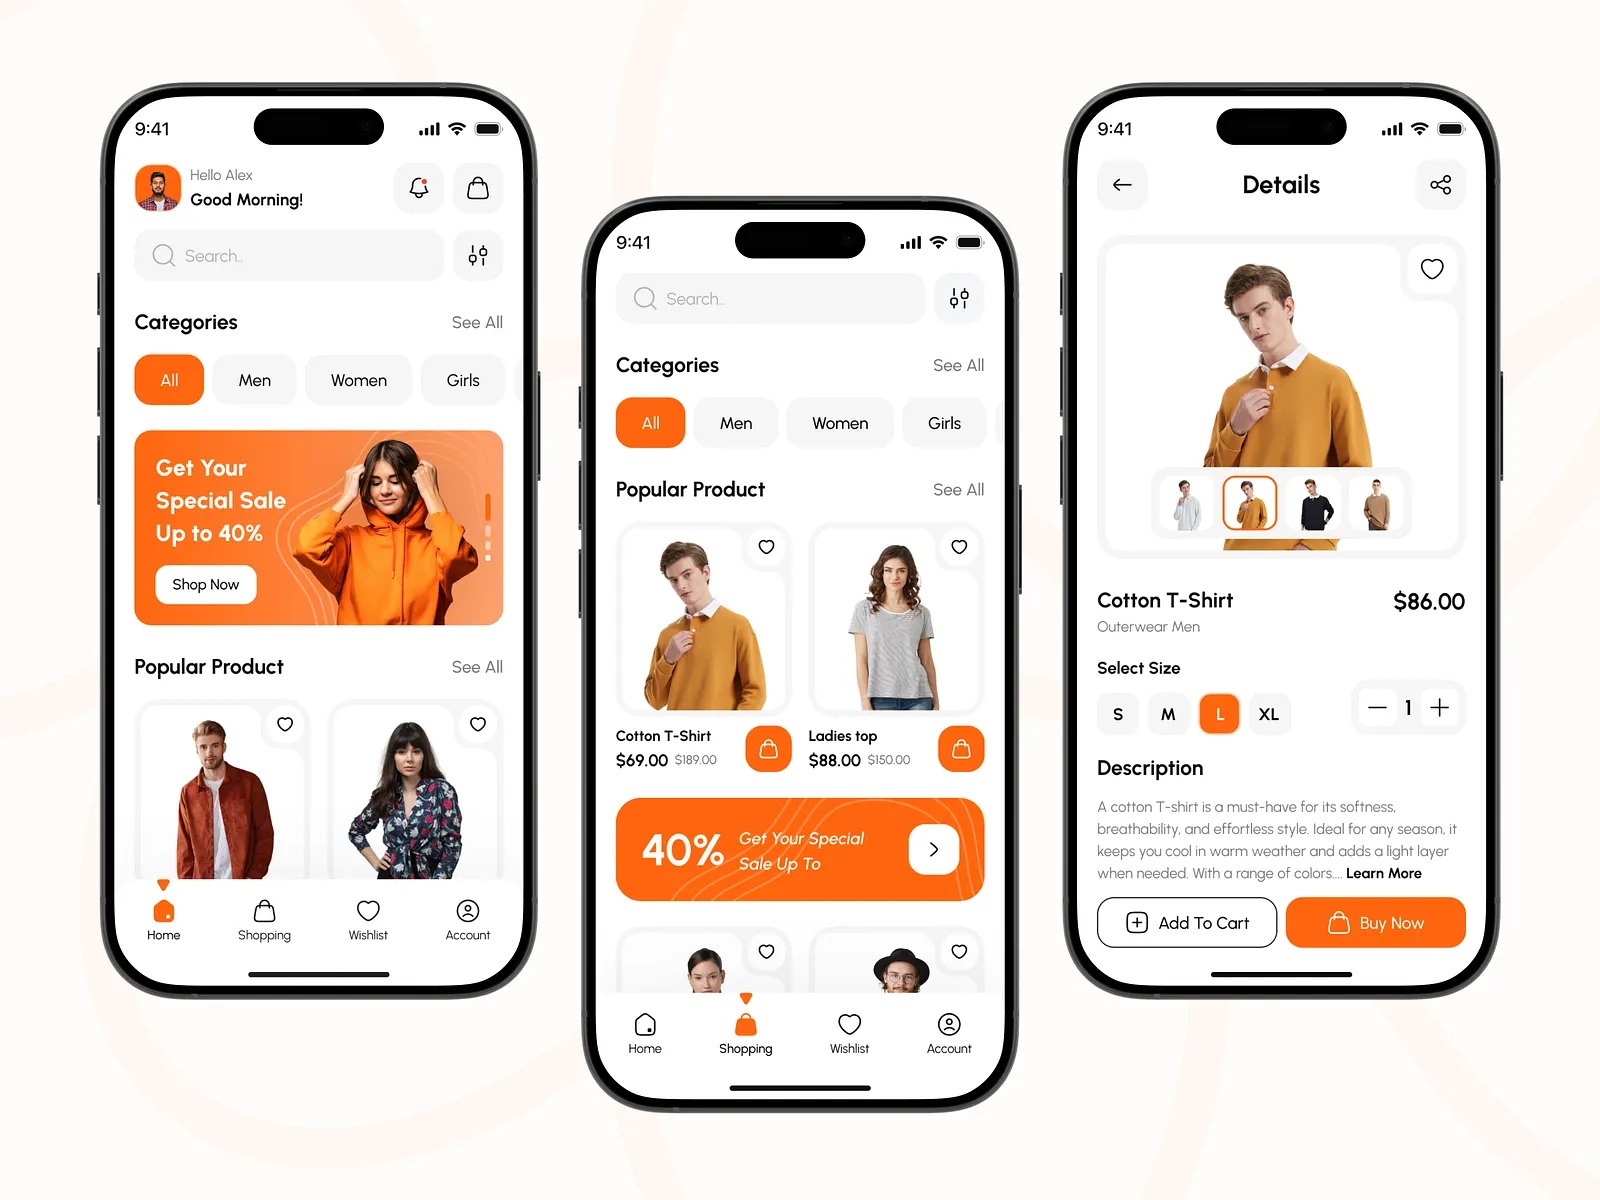 9:41
Hello Alex
Good Morning!
Search..
Categories
See All
All
Men
Women
Girls
Get Your
Special Sale
Up to 40%
Shop Now
Popular Product
See All
Home
Shopping
Wishlist
Account
9:41
Search..
Categories
See All
All
Men
Women
Girls
Popular Product
See All
Cotton T-Shirt
$69.00 $189.00
Ladies top
$88.00 $150.00
40%
Get Your Special
Sale Up To
Home
Shopping
Wishlist
Account
9:41
Details
Cotton T-Shirt
$86.00
Outerwear Men
Select Size
S
M
L
XL
1
Description
A cotton T-shirt is a must-have for its softness,
breathability, and effortless style. Ideal for any season, it
keeps you cool in warm weather and adds a light layer
when needed. With a range of colors.... Learn More
Add To Cart
Buy Now